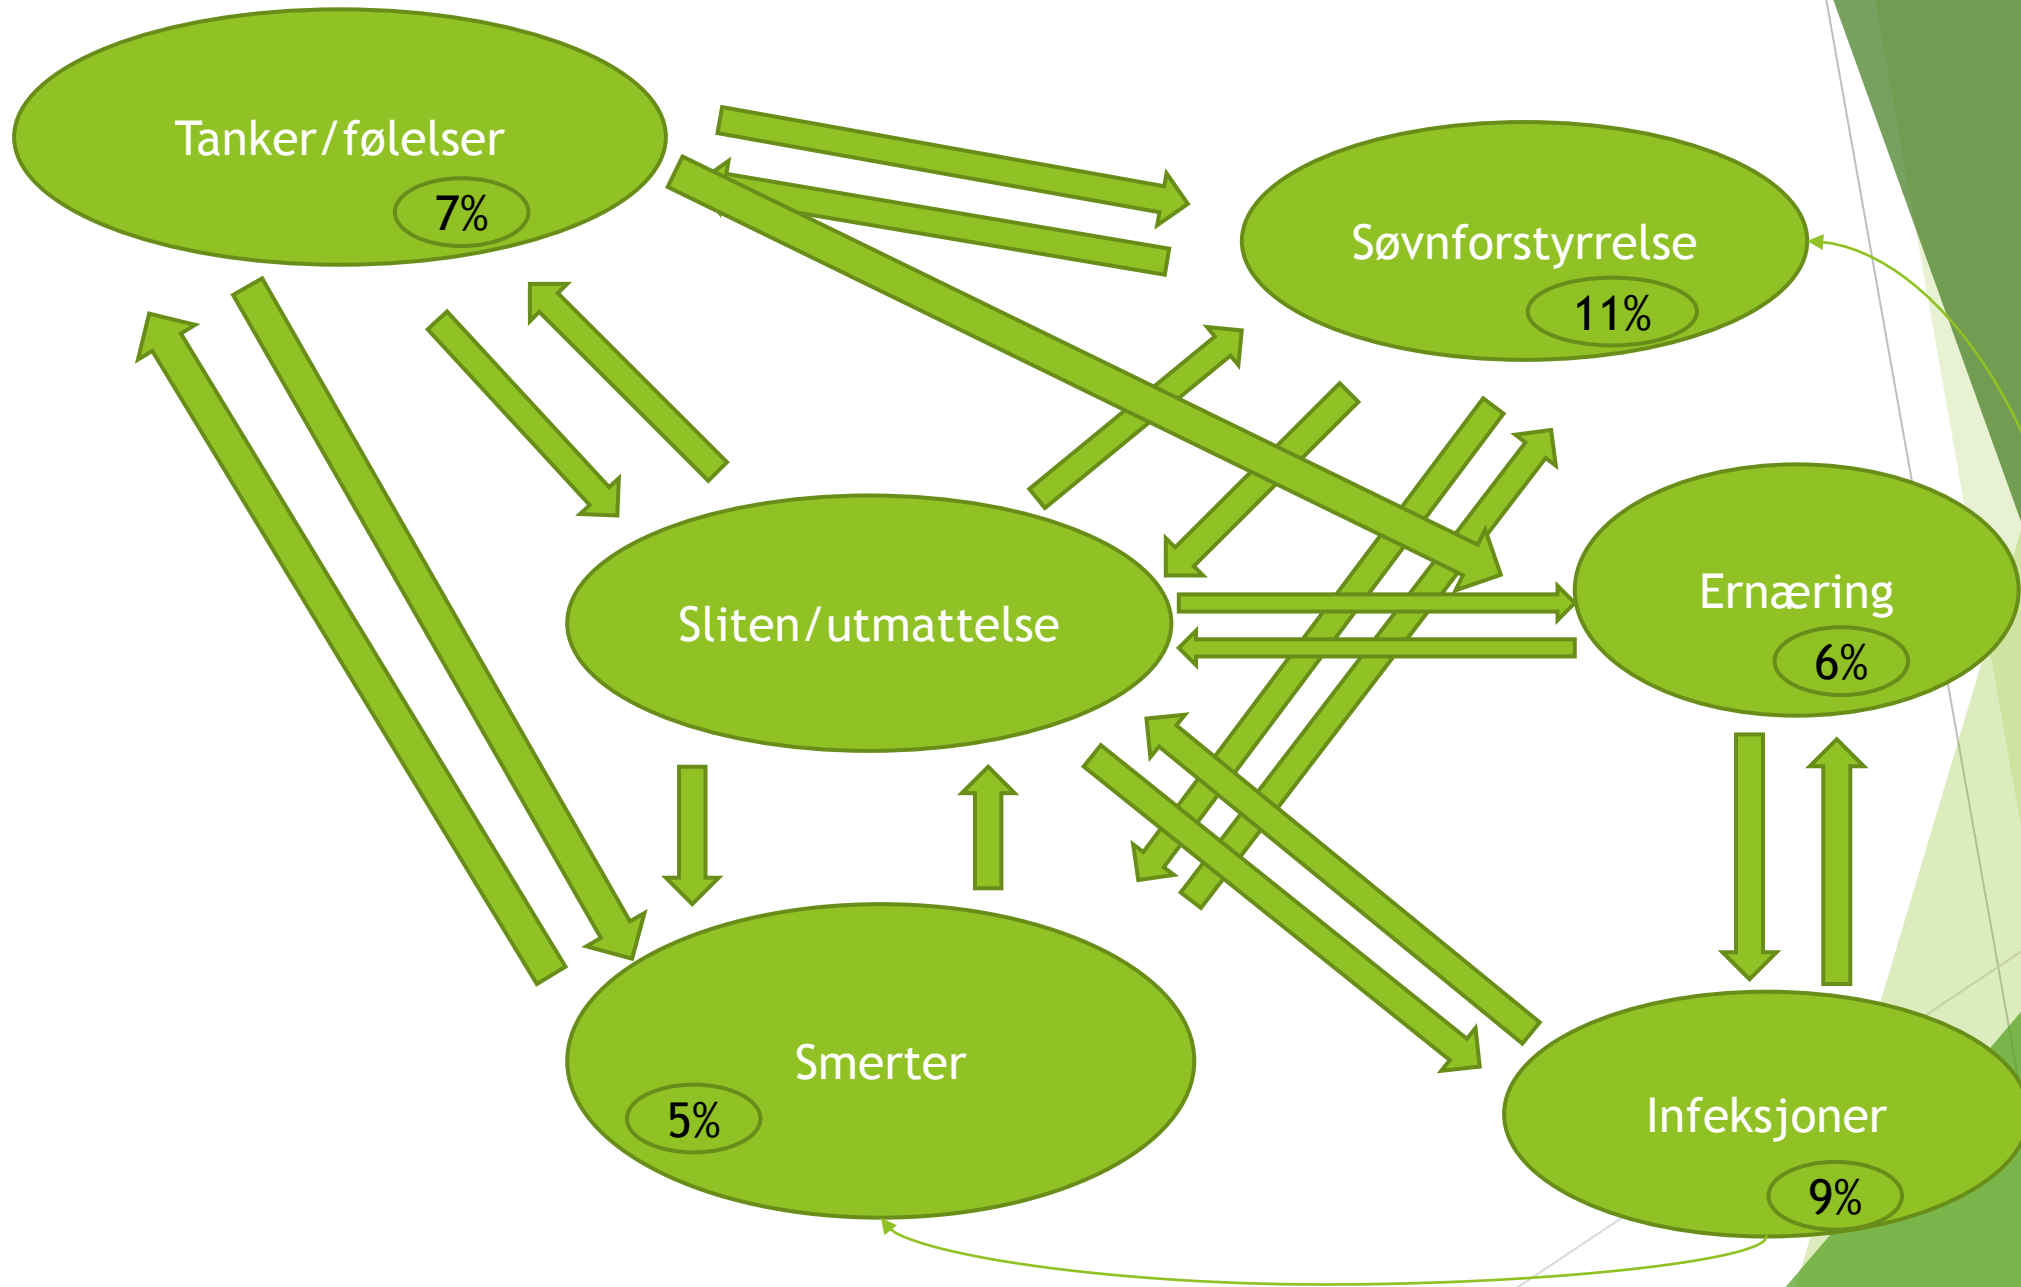 Tanker/følelser
7%
Søvnforstyrrelse
11%
Sliten/utmattelse
Ernæring
6%
Smerter
5%
Infeksjoner
9%